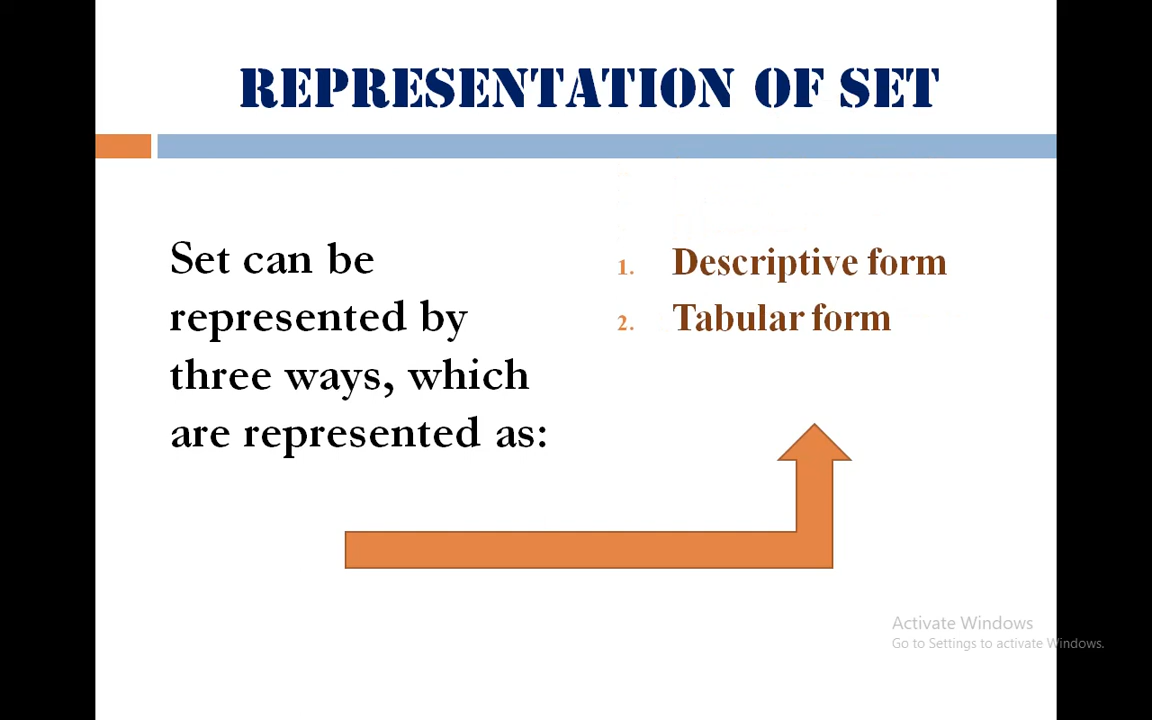 REPRESENTATION OF SET
Set can be
represented by
three ways, which
are represented as:
1. Descriptive form
2. Tabular form
Activate Windows
Go to Settings to activate Windows.